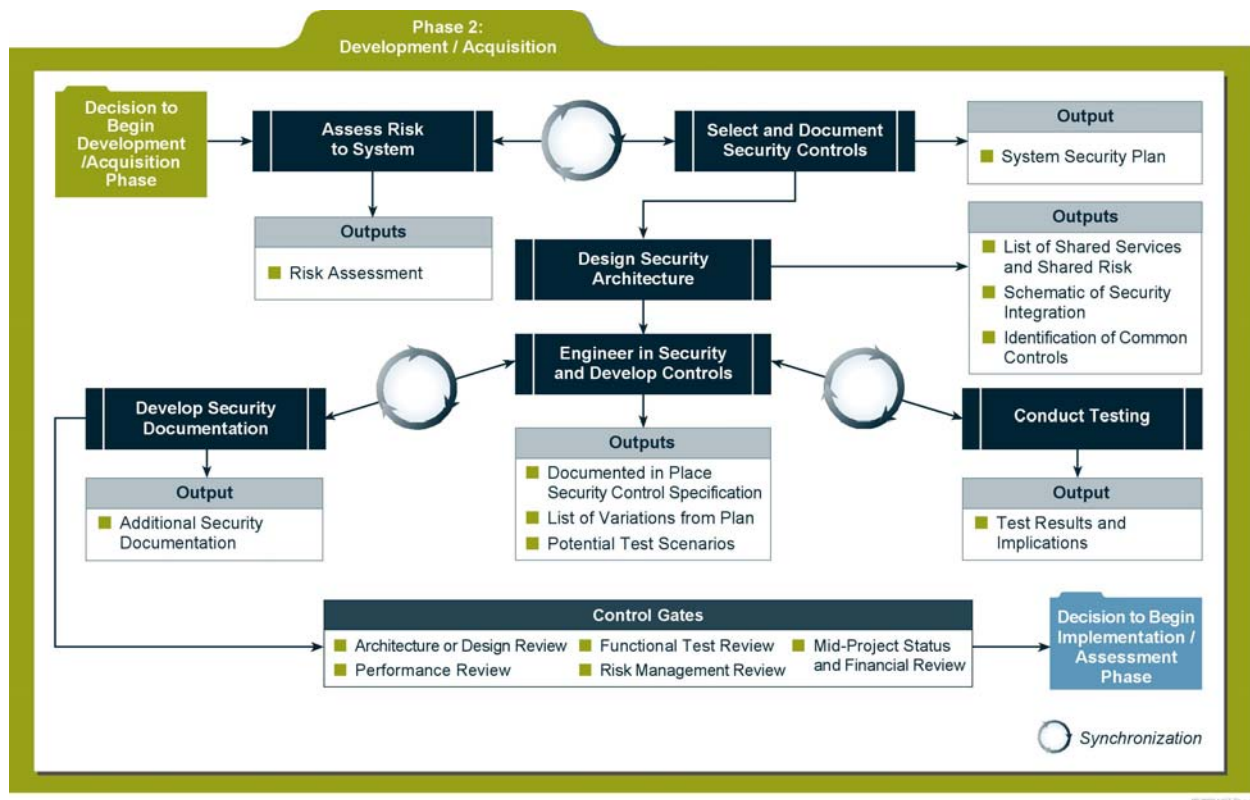 Phase 2:
Development / Acquisition
Decision to
Begin
Development
/Acquisition
Phase
Assess Risk
to System
Select and Document
Security Controls
Output
System Security Plan
Outputs
Risk Assessment
Design Security
Architecture
Outputs
List of Shared Services
and Shared Risk
Schematic of Security
Integration
Identification of Common
Controls
Engineer in Security
and Develop Controls
Develop Security
Documentation
Conduct Testing
Output
Additional Security
Documentation
Outputs
Documented in Place
Security Control Specification
List of Variations from Plan
Potential Test Scenarios
Output
Test Results and
Implications
Control Gates
Architecture or Design Review
Performance Review
Functional Test Review
Risk Management Review
Mid-Project Status
and Financial Review
Decision to Begin
Implementation /
Assessment
Phase
Synchronization